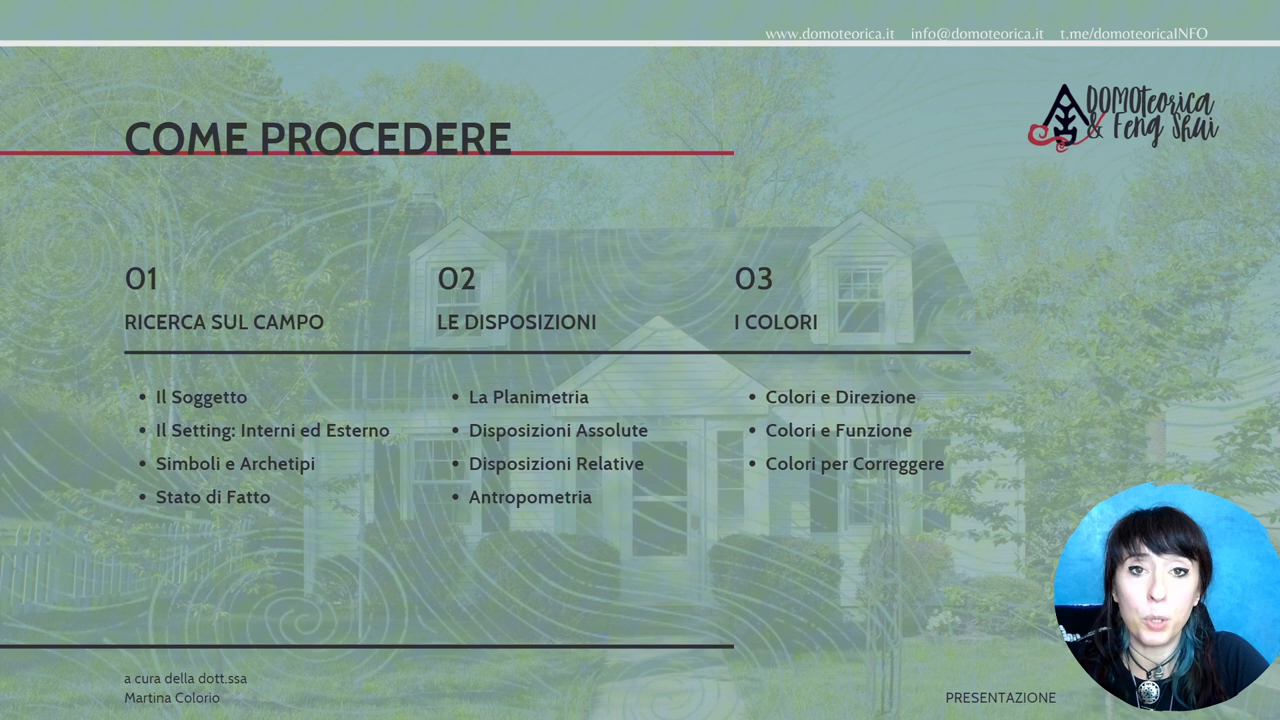 www.domoteorica.it info@domoteorica.it t.me/domoteoricaINFO
DOMOteorica
& Feng Shui
COME PROCEDERE
01
RICERCA SUL CAMPO
• Il Soggetto
• Il Setting: Interni ed Esterno
• Simboli e Archetipi
• Stato di Fatto
02
LE DISPOSIZIONI
• La Planimetria
• Disposizioni Assolute
• Disposizioni Relative
• Antropometria
03
I COLORI
• Colori e Direzione
• Colori e Funzione
• Colori per Correggere
a cura della dott.ssa
Martina Colorio
PRESENTAZIONE